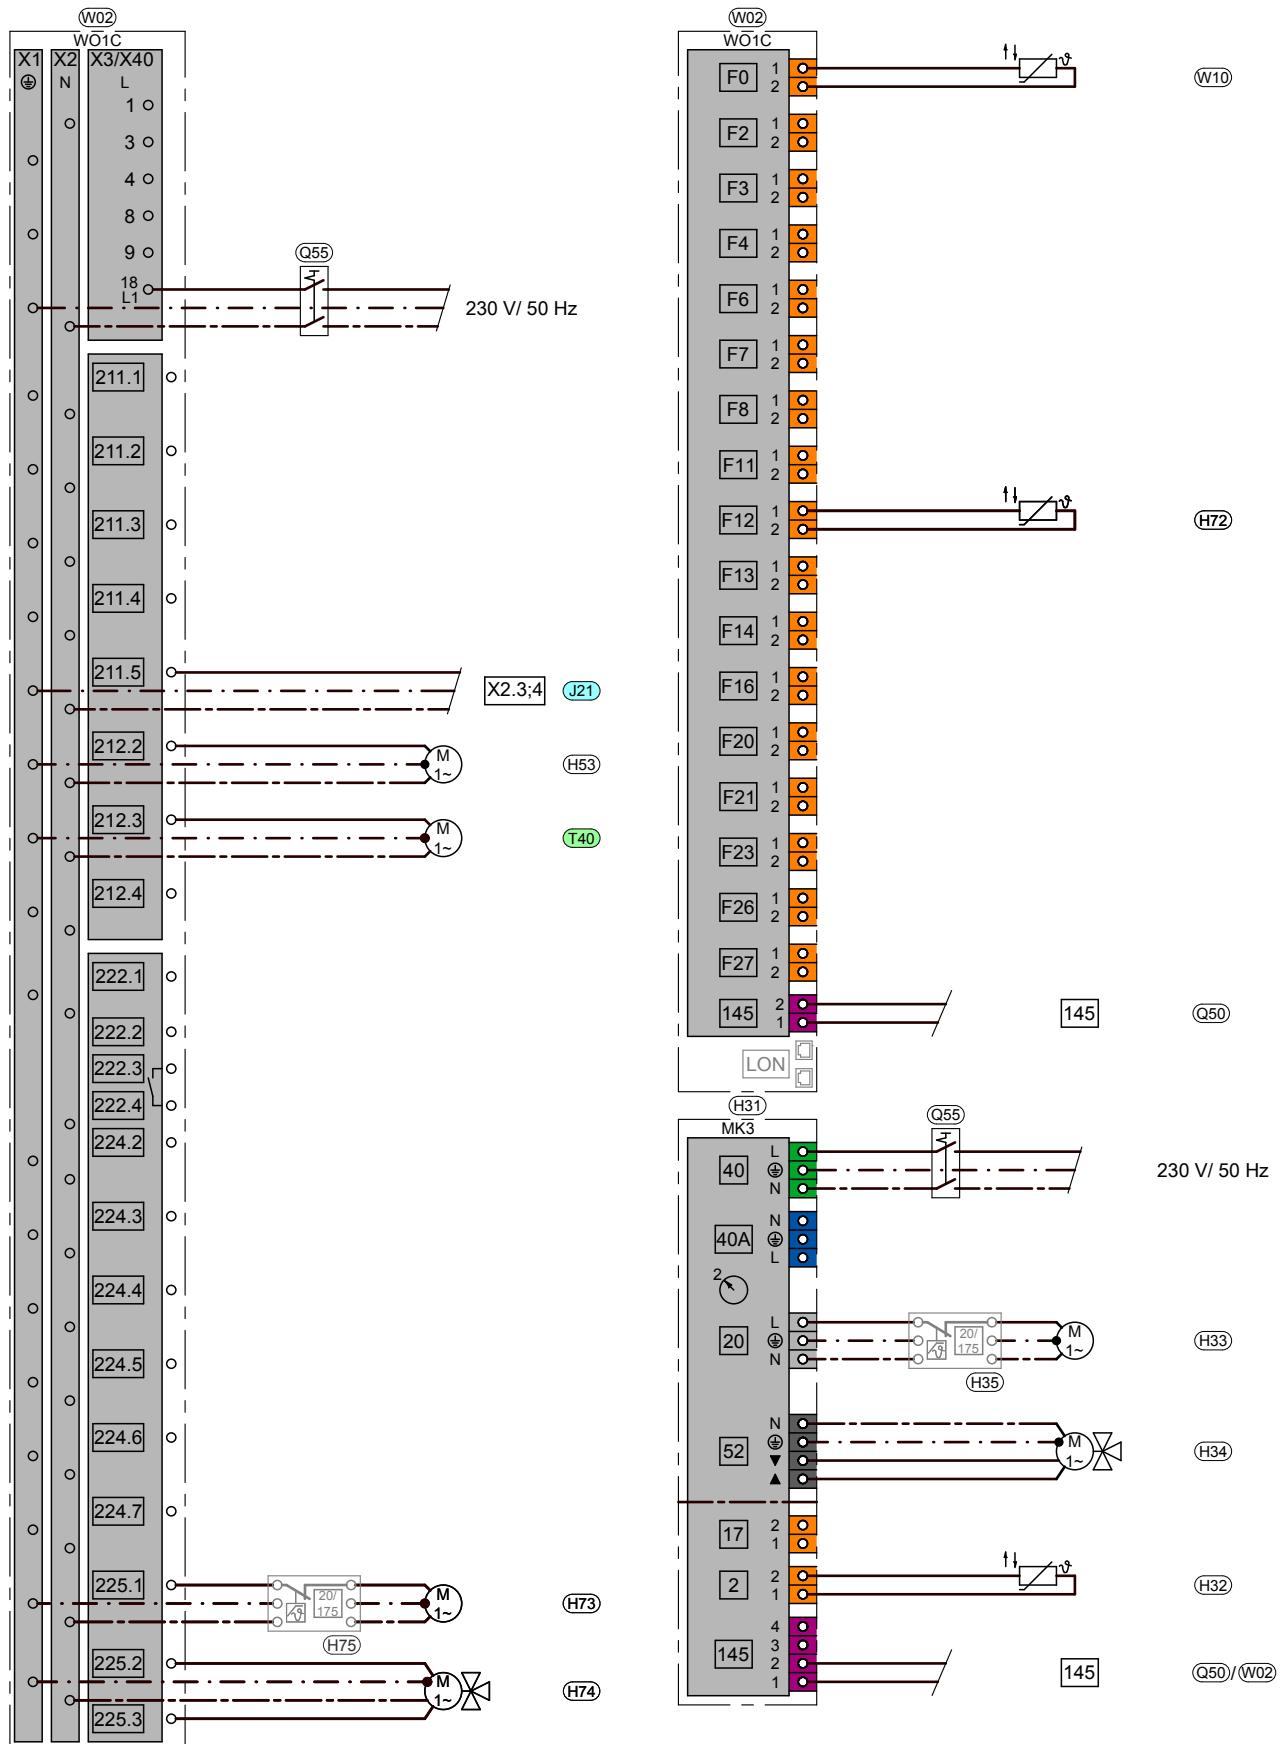 W02
WO1C
X1 X2 X3/X40
N L
1
3
4
8
9
18
L1
Q55
230 V/ 50 Hz
211.1
211.2
211.3
211.4
211.5
X2.3;4 J21
212.2
M
1~
H53
212.3
M
1~
T40
212.4
222.1
222.2
222.3
222.4
224.2
224.3
224.4
224.5
224.6
224.7
225.1
20/
175
M
1~
H73
H75
225.2
M
1~
H74
225.3
W02
WO1C
F0 1
2
ϑ
W10
F2 1
2
F3 1
2
F4 1
2
F6 1
2
F7 1
2
F8 1
2
F11 1
2
F12 1
2
ϑ
H72
F13 1
2
F14 1
2
F16 1
2
F20 1
2
F21 1
2
F23 1
2
F26 1
2
F27 1
2
145 2
1
145 Q50
LON
H31
MK3
Q55
40 L
N
230 V/ 50 Hz
40A N
L
2
20 L
N
ϑ
20/
175
M
1~
H33
H35
52 N
▼
▲
M
1~
H34
17 2
1
2 2
1
ϑ
H32
145 4
3
2
1
145 Q50/W02